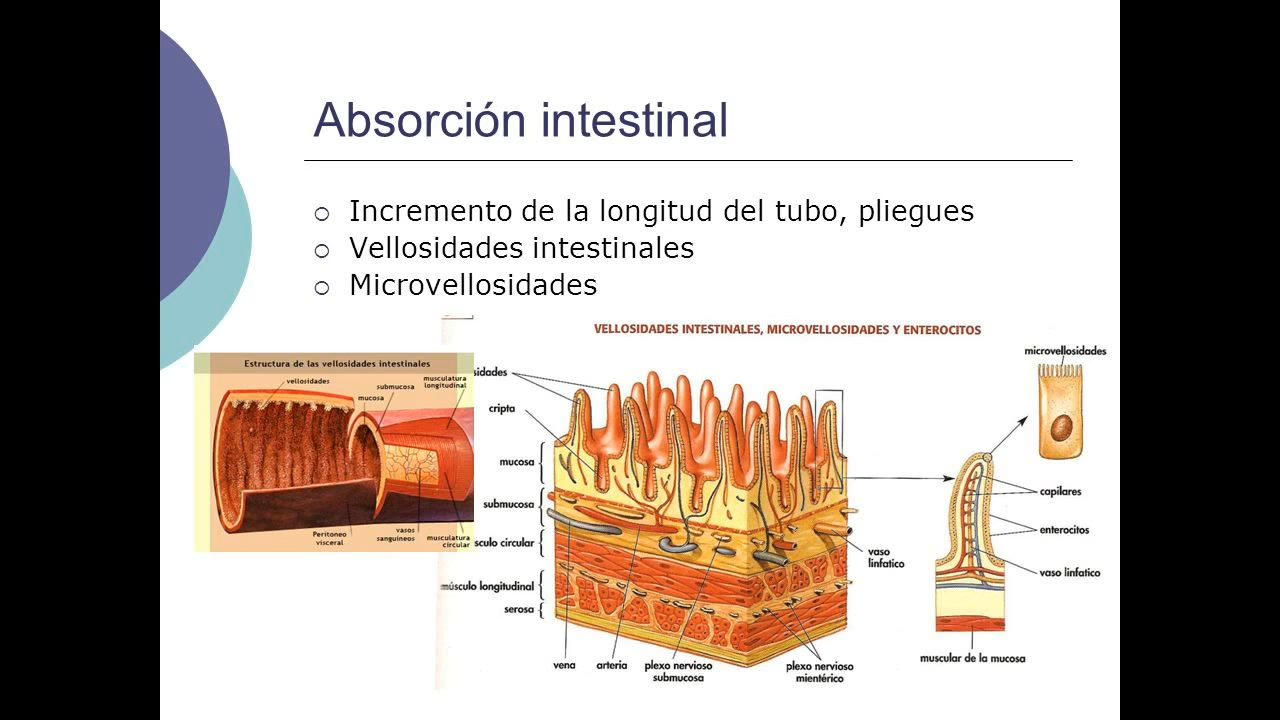 Absorción intestinal
Incremento de la longitud del tubo, pliegues
Vellosidades intestinales
Microvellosidades
VELLOSIDADES INTESTINALES, MICROVELLOSIDADES Y ENTEROCITOS
Estructura de las vellosidades intestinales
vellosidades
submucosa
musculatura
longitudinal
mucosa
Peritoneo
visceral
vasos
sanguíneos
musculatura
circular
sidades
cripta
mucosa
submucosa
sculo circular
músculo longitudinal
serosa
vena
arteria
plexo nervioso
submucosa
plexo nervioso
mientérico
vaso
linfatico
microvellosidades
capilares
enterocitos
vaso linfatico
muscular de la mucosa